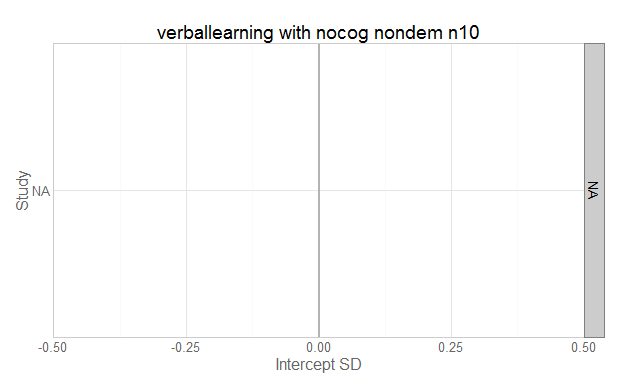 verballearning with nocog nondem n10
Study
NA
NA
-0.50
-0.25
0.00
0.25
0.50
Intercept SD